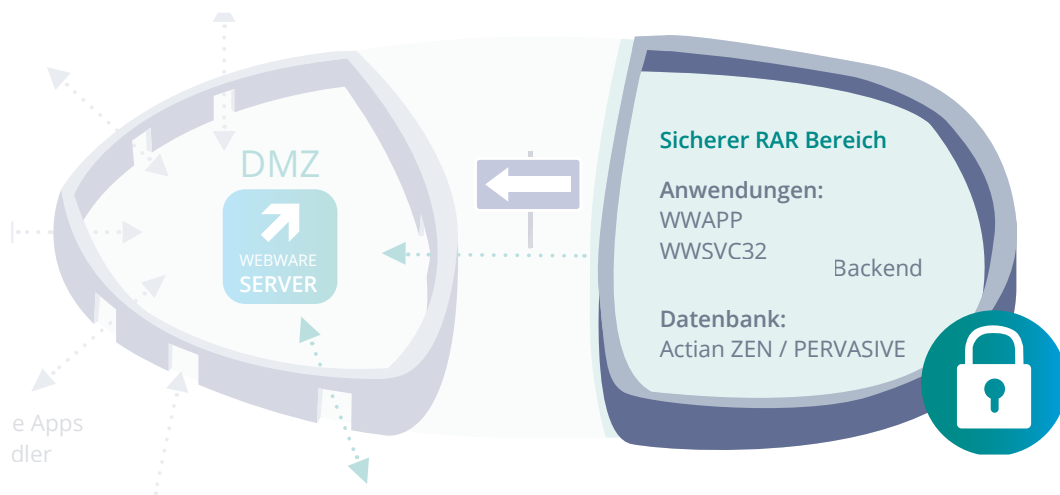 DMZ
WEBWARE
SERVER
e Apps
dler
Sicherer RAR Bereich
Anwendungen:
WWAPP
WWSVC32
Backend
Datenbank:
Actian ZEN / PERVASIVE